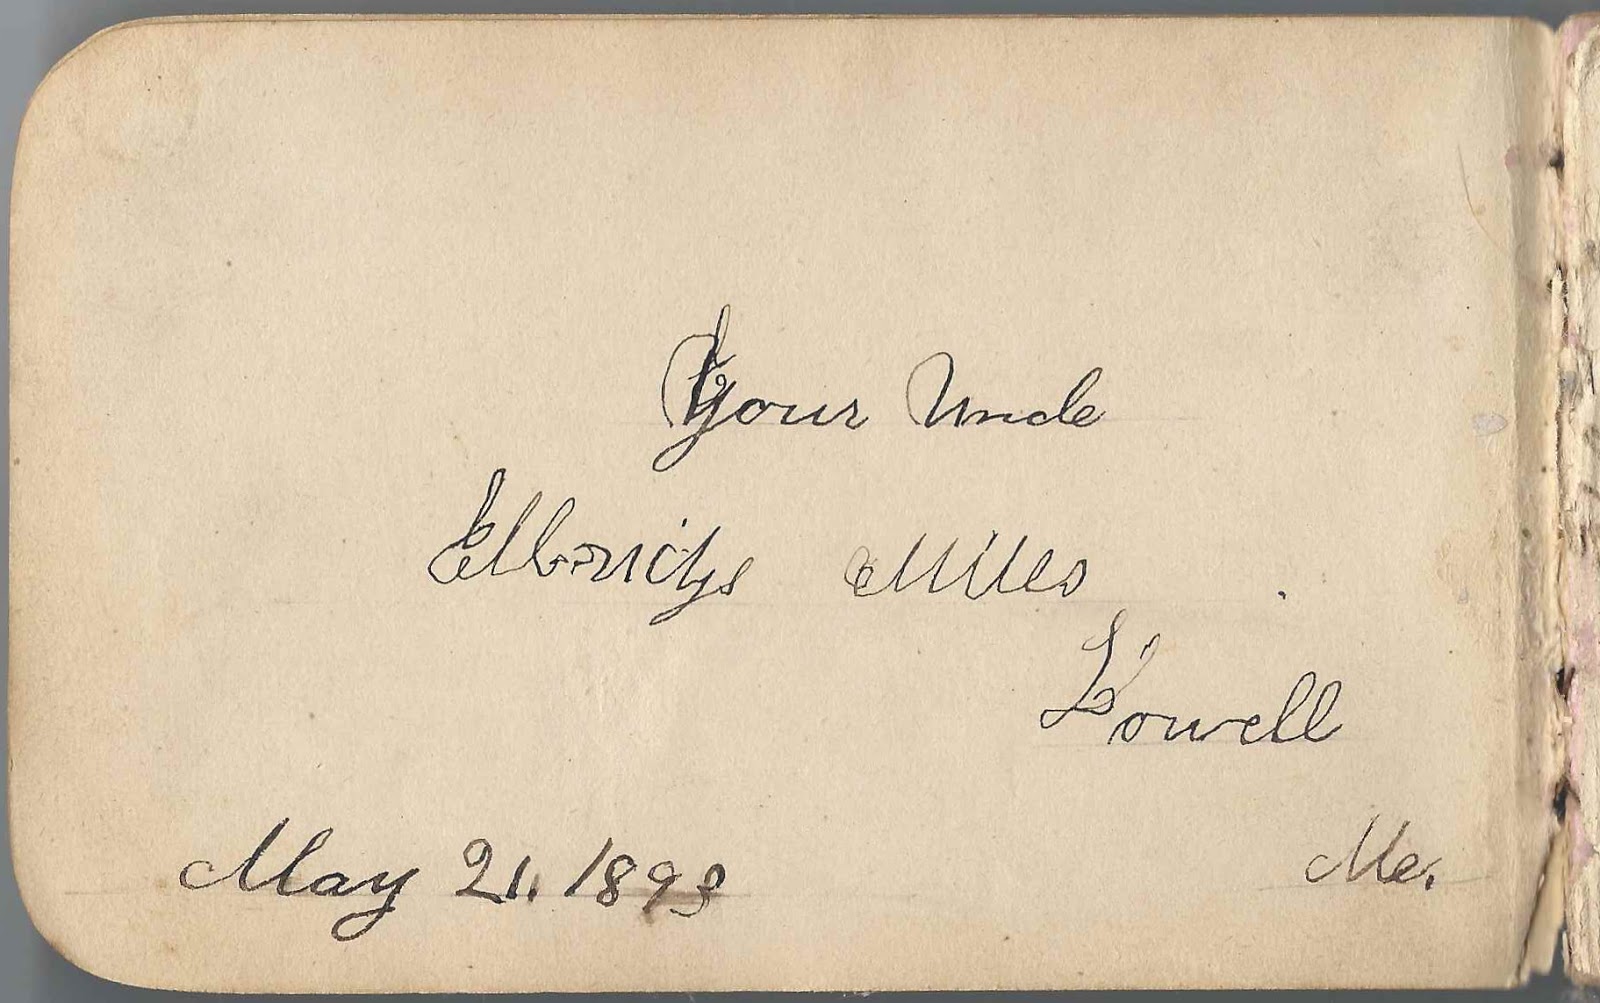 Your Uncle
Elbridge Miles
Lowell
Me.
May 21. 1893